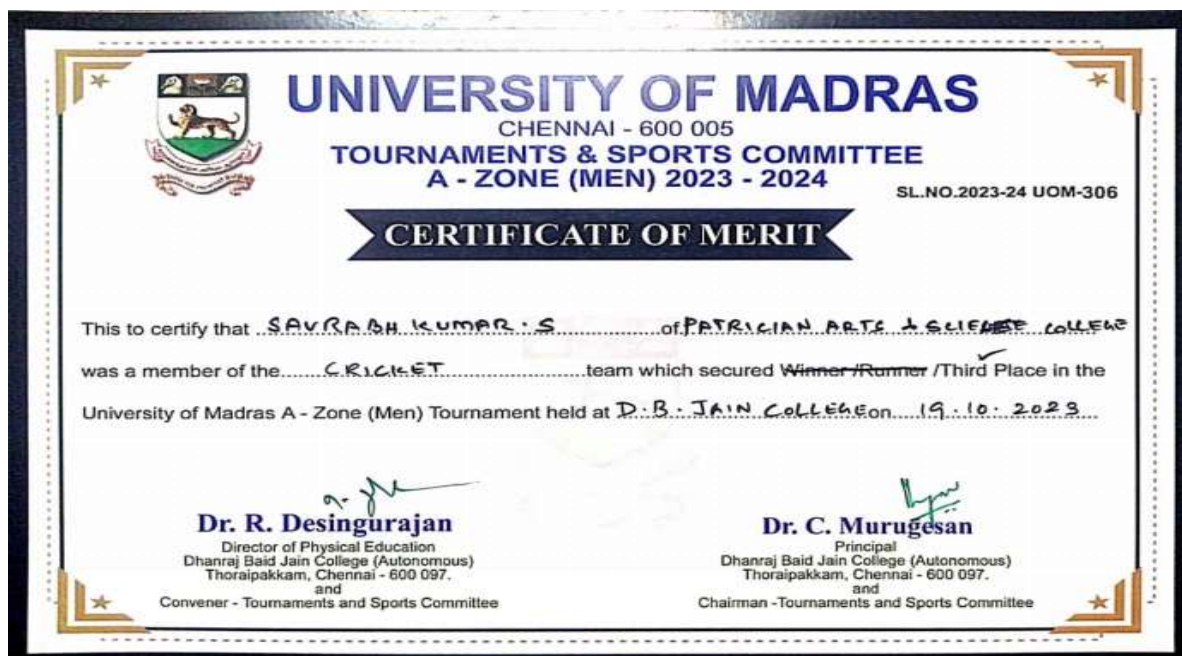 UNIVERSITY OF MADRAS
CHENNAI - 600 005
TOURNAMENTS & SPORTS COMMITTEE
A - ZONE (MEN) 2023 - 2024
SL.NO.2023-24 UOM-306
CERTIFICATE OF MERIT
This to certify that SAVRABH KUMAR. S of PATRICIAN ARTS & SCIENCE COLLEGE
was a member of the CRICKET team which secured Winner /Runner /Third Place in the
University of Madras A - Zone (Men) Tournament held at D.B. JAIN COLLEGE on 19.10.2023
Dr. R. Desingurajan
Director of Physical Education
Dhanraj Baid Jain College (Autonomous)
Thoraipakkam, Chennai - 600 097.
and
Convener - Tournaments and Sports Committee
Dr. C. Murugesan
Principal
Dhanraj Baid Jain College (Autonomous)
Thoraipakkam, Chennai - 600 097.
and
Chairman -Tournaments and Sports Committee